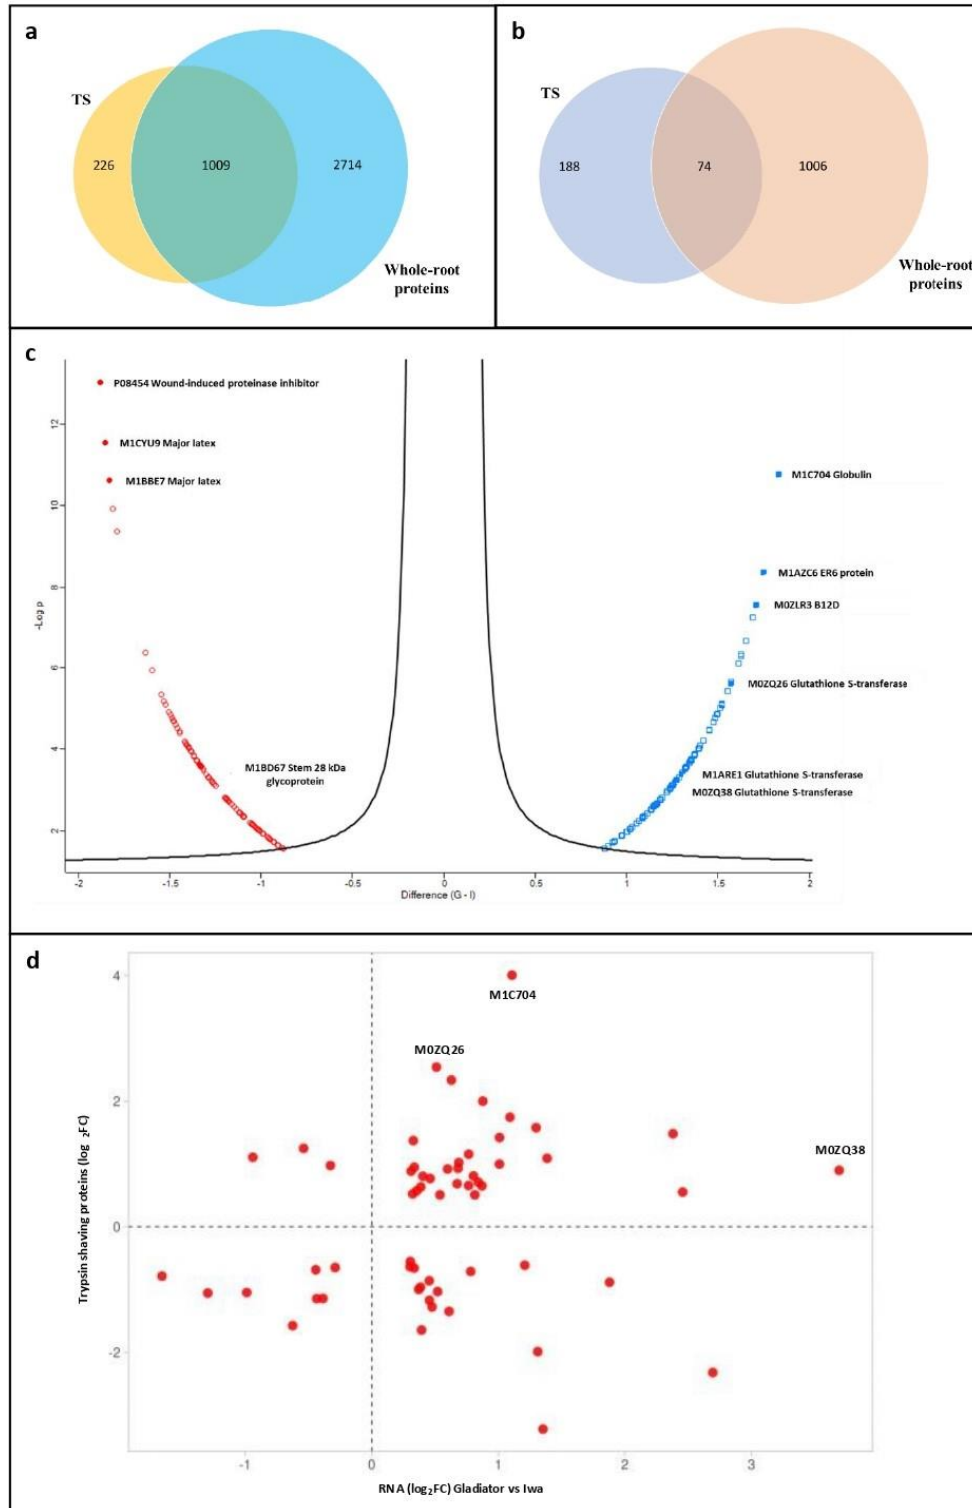 a
TS
226
1009
2714
Whole-root
proteins
b
TS
188
74
1006
Whole-root
proteins
c
P08454 Wound-induced proteinase inhibitor
M1CYU9 Major latex
M1BBE7 Major latex
M1C704 Globulin
M1AZC6 ER6 protein
M0ZLR3 B12D
M0ZQ26 Glutathione S-transferase
M1BD67 Stem 28 kDa
glycoprotein
M1ARE1 Glutathione S-transferase
M0ZQ38 Glutathione S-transferase
-Log p
12
10
8
6
4
2
-2
-1.5
-1
-0.5
0
0.5
1
1.5
2
Difference (G - I)
d
M1C704
M0ZQ26
M0ZQ38
Trypsin shaving proteins (log ₂FC)
4
2
0
-2
-1
0
1
2
3
RNA (log₂FC) Gladiator vs Iwa